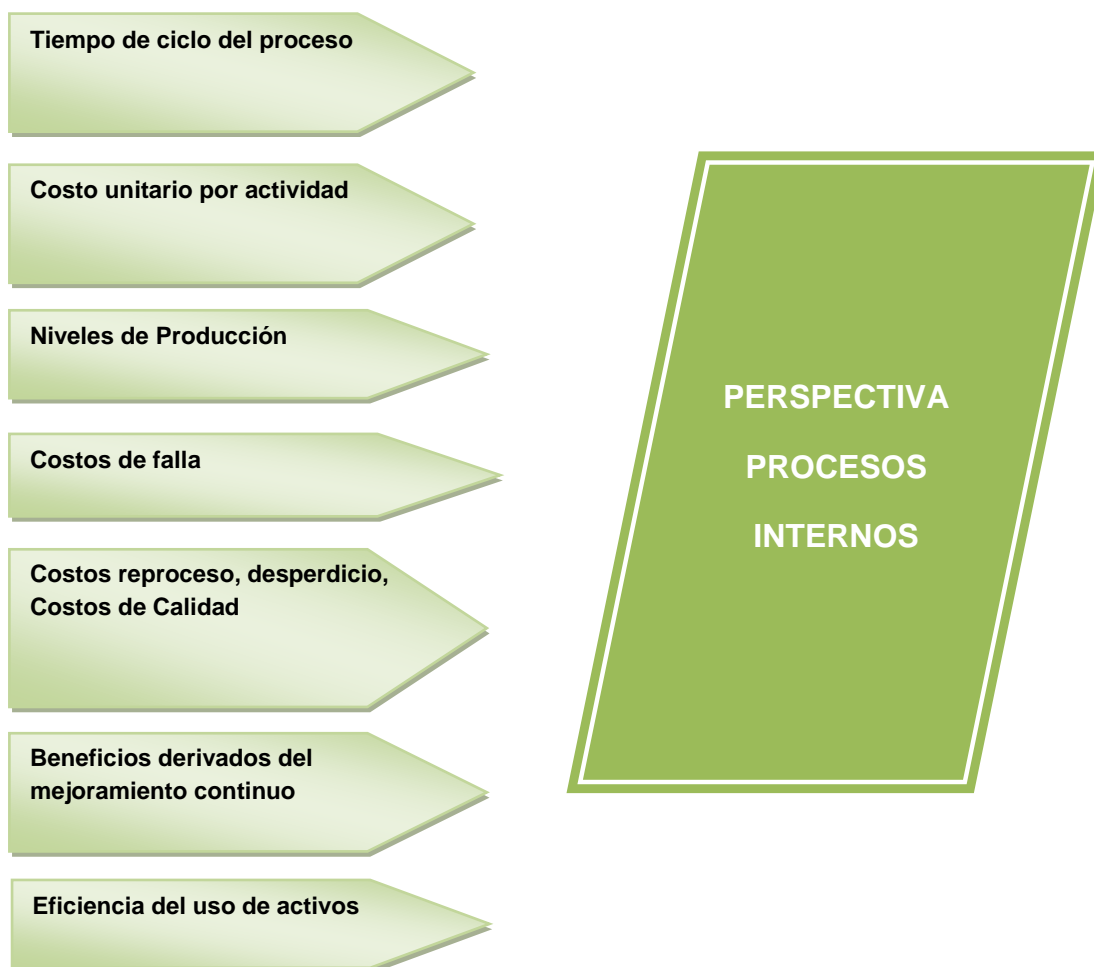 Tiempo de ciclo del proceso
Costo unitario por actividad
Niveles de Producción
Costos de falla
Costos reproceso, desperdicio,
Costos de Calidad
Beneficios derivados del
mejoramiento continuo
Eficiencia del uso de activos
PERSPECTIVA
PROCESOS
INTERNOS